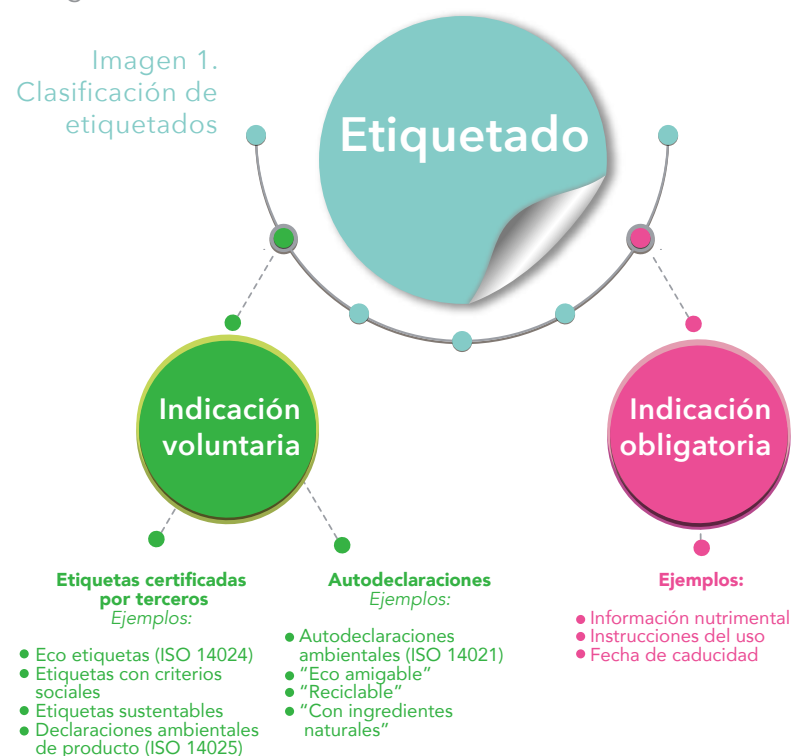 Imagen 1.
Clasificación de
etiquetados
Etiquetado
Indicación
voluntaria
Indicación
obligatoria
Etiquetas certificadas
por terceros
Ejemplos:
● Eco etiquetas (ISO 14024)
● Etiquetas con criterios
sociales
● Etiquetas sustentables
● Declaraciones ambientales
de producto (ISO 14025)
Autodeclaraciones
Ejemplos:
● Autodeclaraciones
ambientales (ISO 14021)
● “Eco amigable”
● “Reciclable”
● “Con ingredientes
naturales”
Ejemplos:
● Información nutrimental
● Instrucciones del uso
● Fecha de caducidad